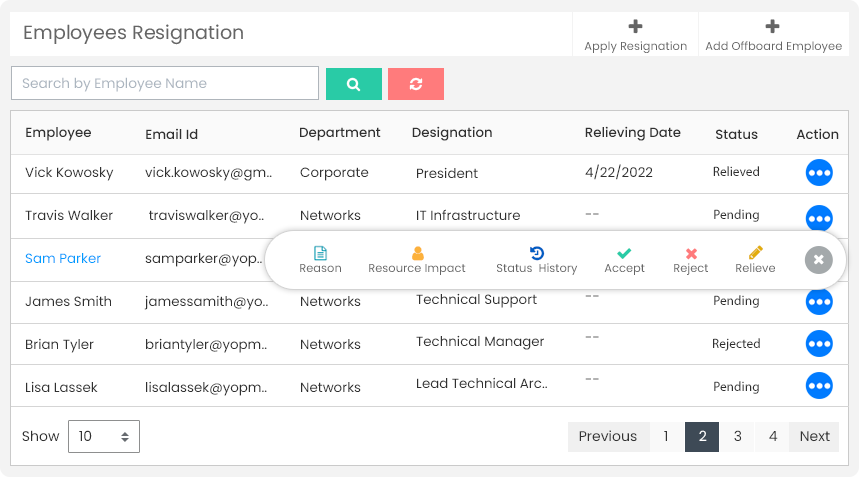 Employees Resignation
Apply Resignation
Add Offboard Employee
Search by Employee Name
Employee Email Id Department Designation Relieving Date Status Action
Vick Kowosky vick.kowosky@gm.. Corporate President 4/22/2022 Relieved
Travis Walker traviswalker@yo.. Networks IT Infrastructure -- Pending
Sam Parker samparker@yop.. Reason Resource Impact Status History Accept Reject Relieve
James Smith jamessamith@yo.. Networks Technical Support -- Pending
Brian Tyler briantyler@yopm.. Networks Technical Manager -- Rejected
Lisa Lassek lisalassek@yopm.. Networks Lead Technical Arc.. -- Pending
Show 10 Previous 1 2 3 4 Next